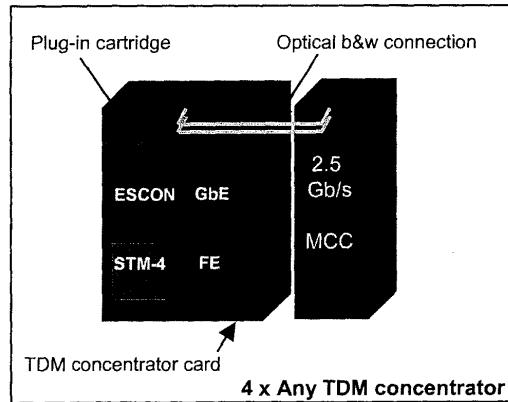 Plug-in cartridge Optical b&w connection
2.5
Gb/s
ESCON GbE
MCC
STM-4 FE
TDM concentrator card
4 x Any TDM concentrator